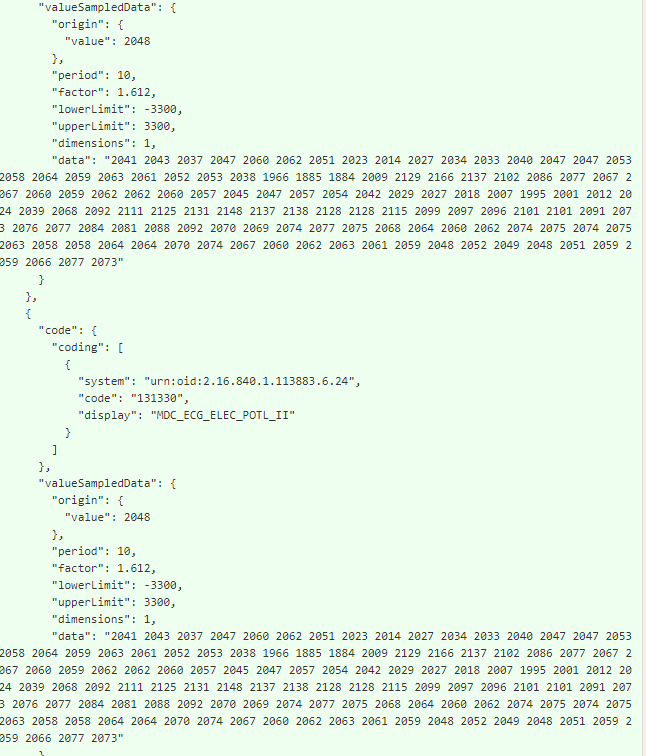 "valueSampledData": {
"origin": {
"value": 2048
},
"period": 10,
"factor": 1.612,
"lowerLimit": -3300,
"upperLimit": 3300,
"dimensions": 1,
"data": "2041 2043 2037 2047 2060 2062 2051 2023 2014 2027 2034 2033 2040 2047 2047 2053
2058 2064 2059 2063 2061 2052 2053 2038 1966 1885 1884 2009 2129 2166 2137 2102 2086 2077 2067 2
067 2060 2059 2062 2062 2060 2057 2045 2047 2057 2054 2042 2029 2027 2018 2007 1995 2001 2012 20
24 2039 2068 2092 2111 2125 2131 2148 2137 2138 2128 2128 2115 2099 2097 2096 2101 2101 2091 207
3 2076 2077 2084 2081 2088 2092 2070 2069 2074 2077 2075 2068 2064 2060 2062 2074 2075 2074 2075
2063 2058 2058 2064 2064 2070 2074 2067 2060 2062 2063 2061 2059 2048 2052 2049 2048 2051 2059 2
059 2066 2077 2073"
}
},
{
"code": {
"coding": [
{
"system": "urn:oid:2.16.840.1.113883.6.24",
"code": "131330",
"display": "MDC_ECG_ELEC_POTL_II"
}
]
},
"valueSampledData": {
"origin": {
"value": 2048
},
"period": 10,
"factor": 1.612,
"lowerLimit": -3300,
"upperLimit": 3300,
"dimensions": 1,
"data": "2041 2043 2037 2047 2060 2062 2051 2023 2014 2027 2034 2033 2040 2047 2047 2053
2058 2064 2059 2063 2061 2052 2053 2038 1966 1885 1884 2009 2129 2166 2137 2102 2086 2077 2067 2
067 2060 2059 2062 2062 2060 2057 2045 2047 2057 2054 2042 2029 2027 2018 2007 1995 2001 2012 20
24 2039 2068 2092 2111 2125 2131 2148 2137 2138 2128 2128 2115 2099 2097 2096 2101 2101 2091 207
3 2076 2077 2084 2081 2088 2092 2070 2069 2074 2077 2075 2068 2064 2060 2062 2074 2075 2074 2075
2063 2058 2058 2064 2064 2070 2074 2067 2060 2062 2063 2061 2059 2048 2052 2049 2048 2051 2059 2
059 2066 2077 2073"
}